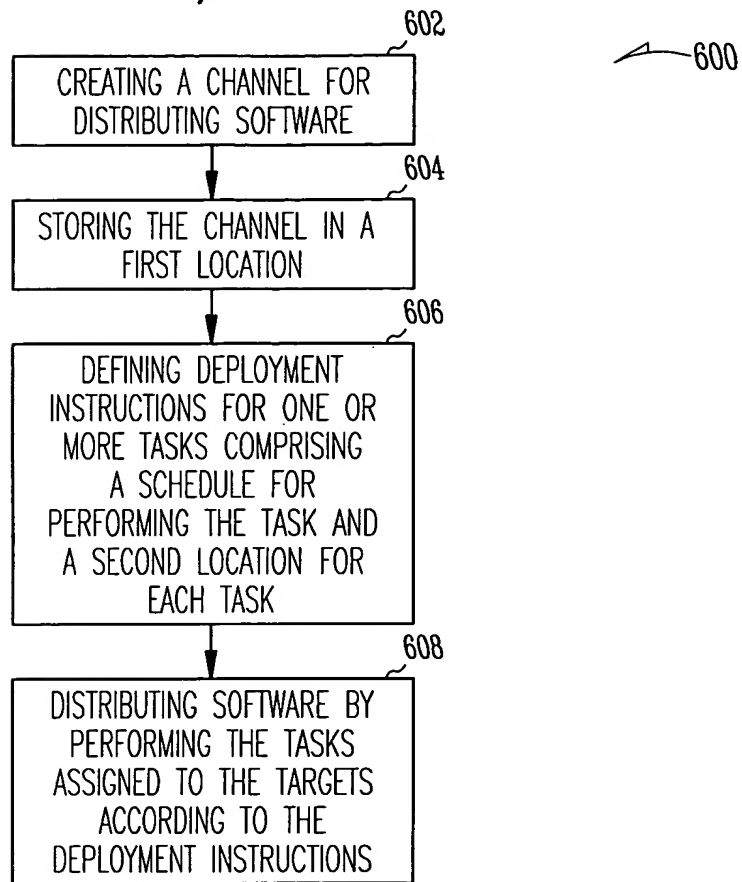 602
600
CREATING A CHANNEL FOR
DISTRIBUTING SOFTWARE
604
STORING THE CHANNEL IN A
FIRST LOCATION
606
DEFINING DEPLOYMENT
INSTRUCTIONS FOR ONE OR
MORE TASKS COMPRISING
A SCHEDULE FOR
PERFORMING THE TASK AND
A SECOND LOCATION FOR
EACH TASK
608
DISTRIBUTING SOFTWARE BY
PERFORMING THE TASKS
ASSIGNED TO THE TARGETS
ACCORDING TO THE
DEPLOYMENT INSTRUCTIONS